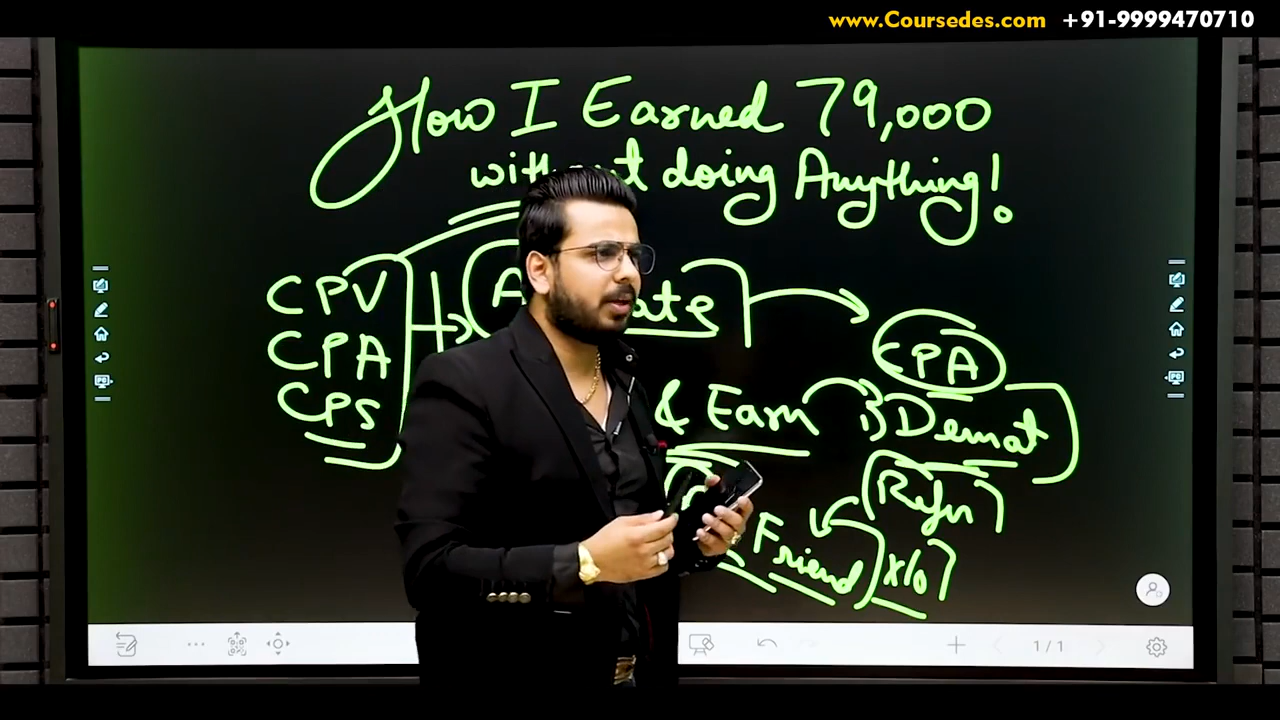 www.Coursedes.com +91-9999470710
How I Earned 79,000
without doing Anything!
CPV
CPA
CPS
CPA
& Earn
Demat
Refer
Friend
x/o
1/1